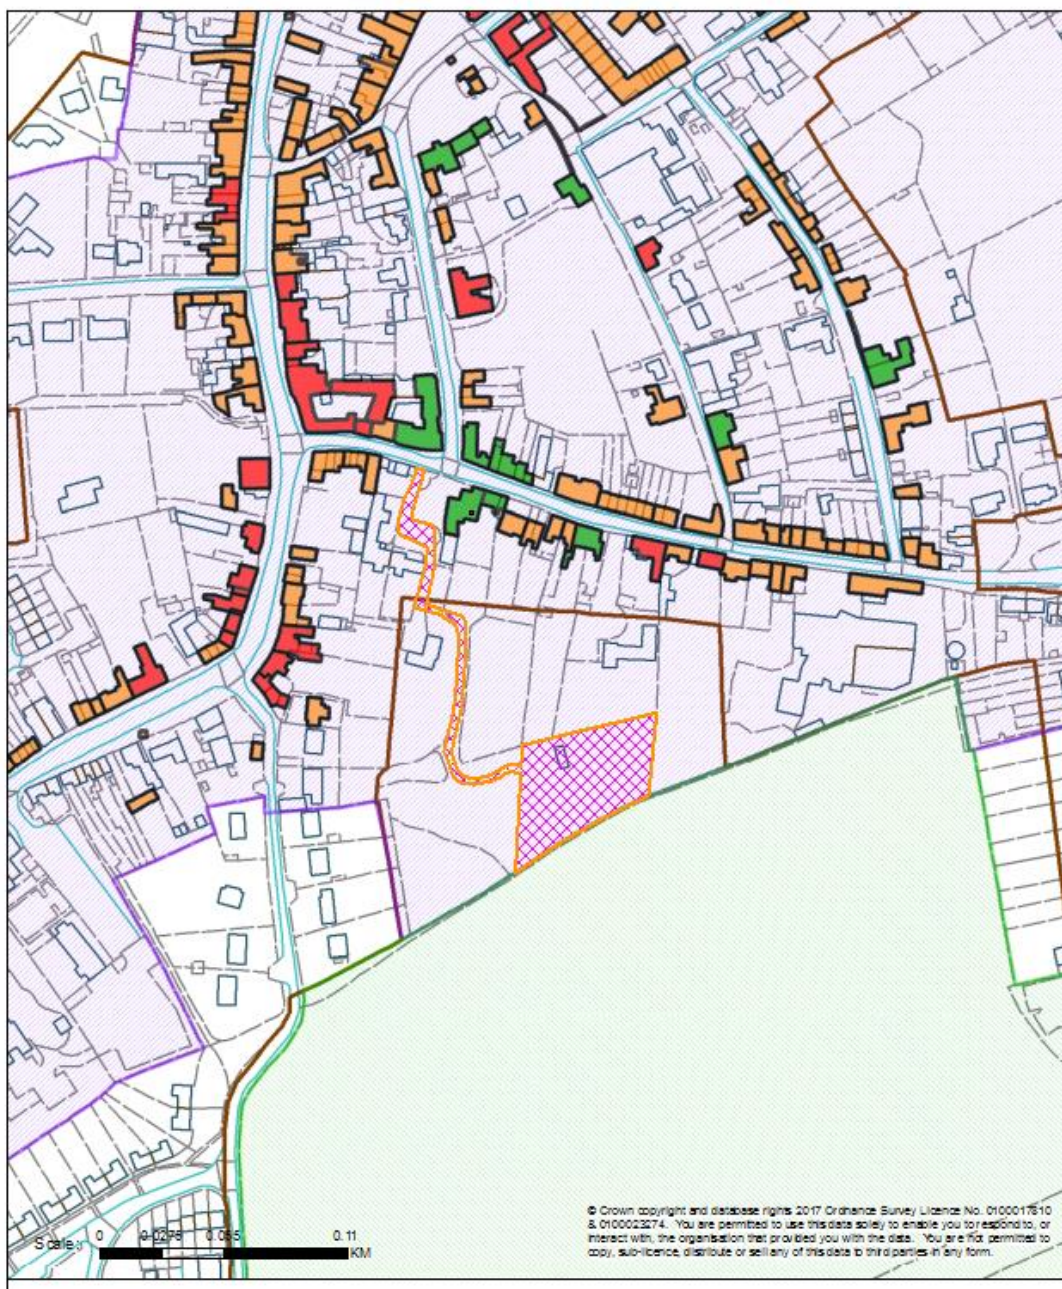 © Crown copyright and database rights 2017 Ordnance Survey Licence No. 0100017810
& 0100023274. You are permitted to use this data solely to enable you to respond to, or
interact with, the organisation that provided you with the data. You are not permitted to
copy, sub-licence, distribute or sell any of this data to third parties in any form.
Scale: 0 0.0275 0.055 0.11
KM